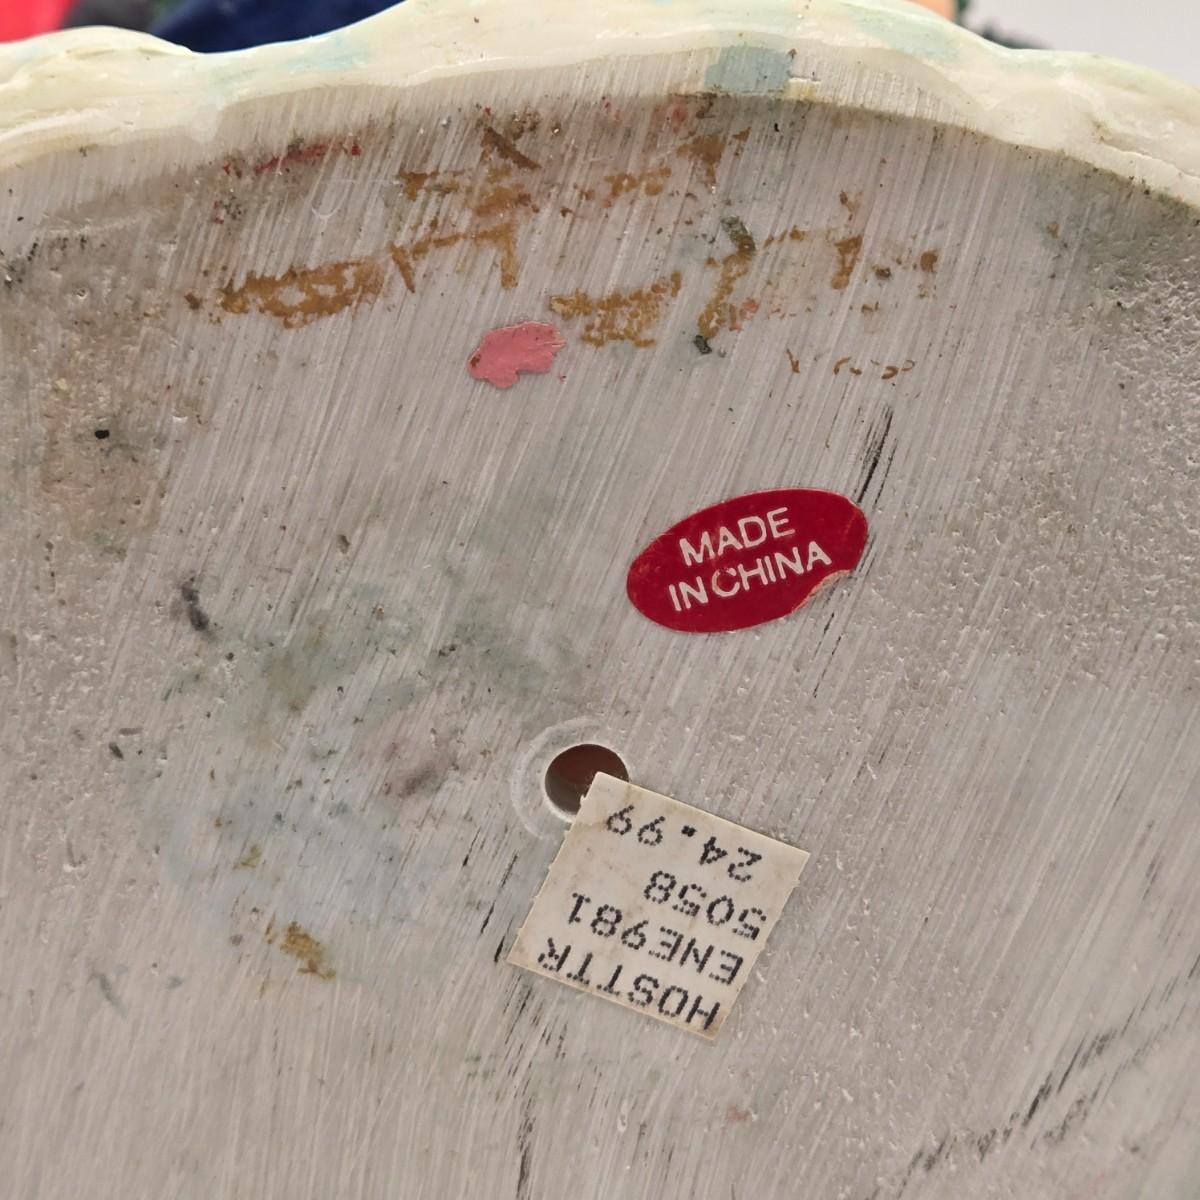 MADE
IN CHINA
HOSTTR
ENE981
5058
24.99